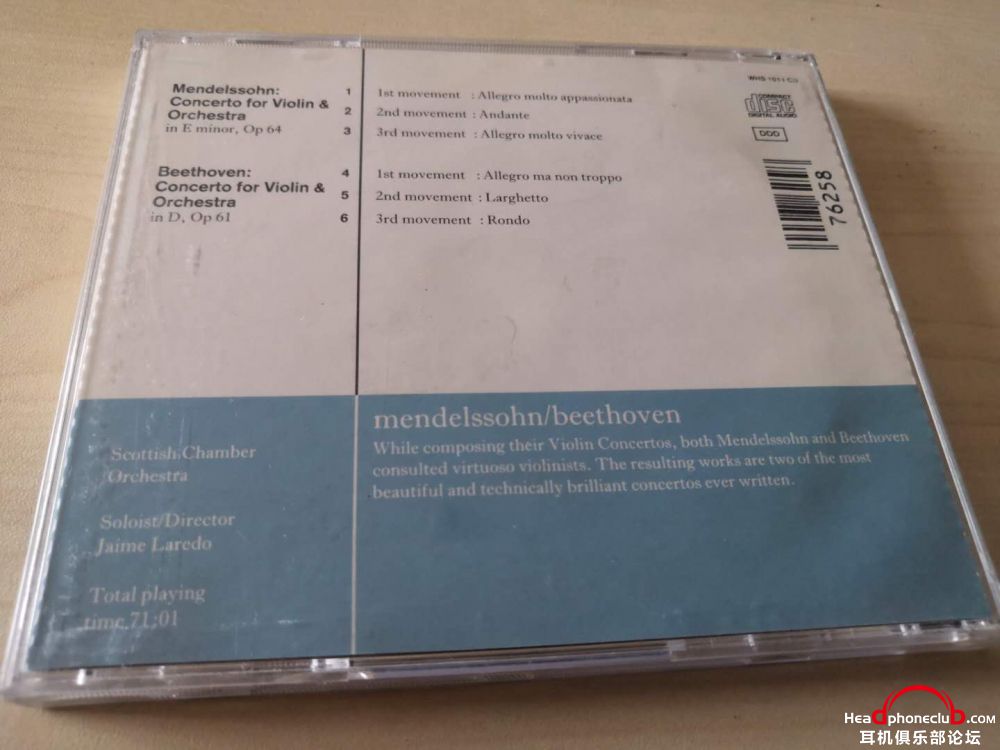 Mendelssohn:
Concerto for Violin &
Orchestra
in E minor, Op 64
1 1st movement : Allegro molto appassionata
2 2nd movement : Andante
3 3rd movement : Allegro molto vivace
Beethoven:
Concerto for Violin &
Orchestra
in D, Op 61
4 1st movement : Allegro ma non troppo
5 2nd movement : Larghetto
6 3rd movement : Rondo
COMPACT
disc
DIGITAL AUDIO
DDD
76258
Scottish Chamber
Orchestra
Soloist/Director
Jaime Laredo
Total playing
time 71:01
mendelssohn/beethoven
While composing their Violin Concertos, both Mendelssohn and Beethoven
consulted virtuoso violinists. The resulting works are two of the most
beautiful and technically brilliant concertos ever written.
Headphoneclub.com
耳机俱乐部论坛